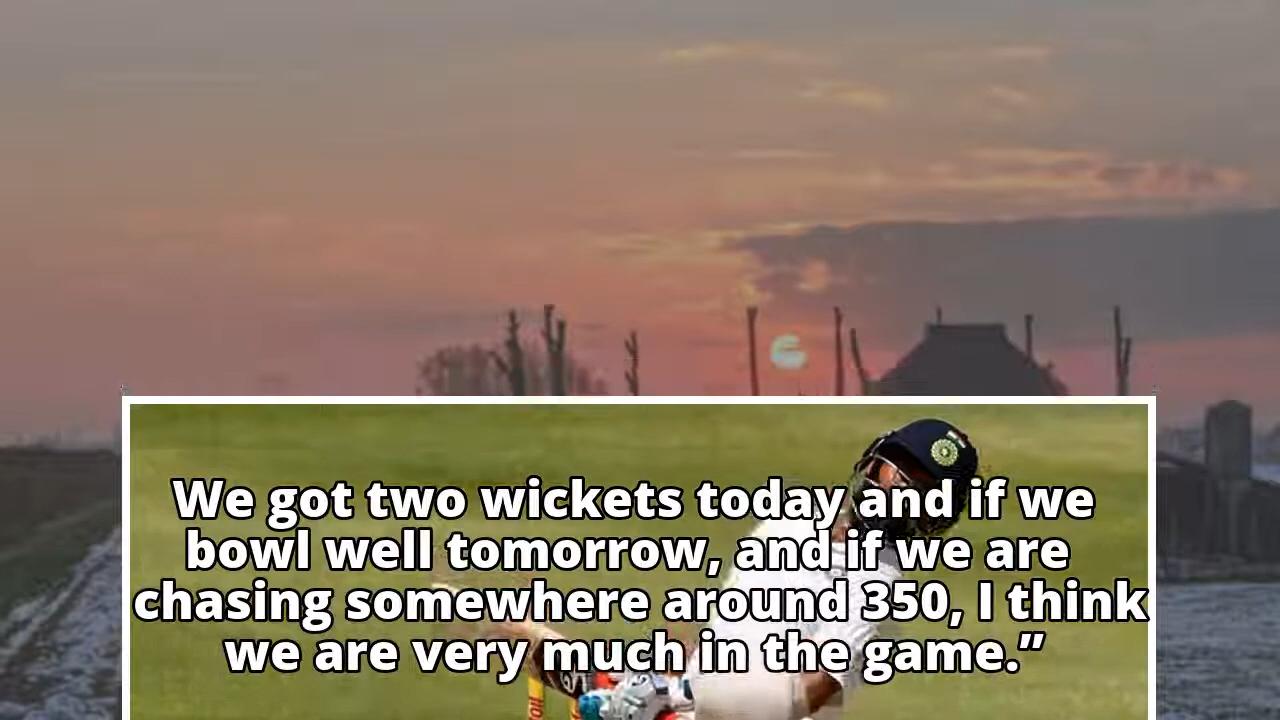 We got two wickets today and if we
bowl well tomorrow, and if we are
chasing somewhere around 350, I think
we are very much in the game.”